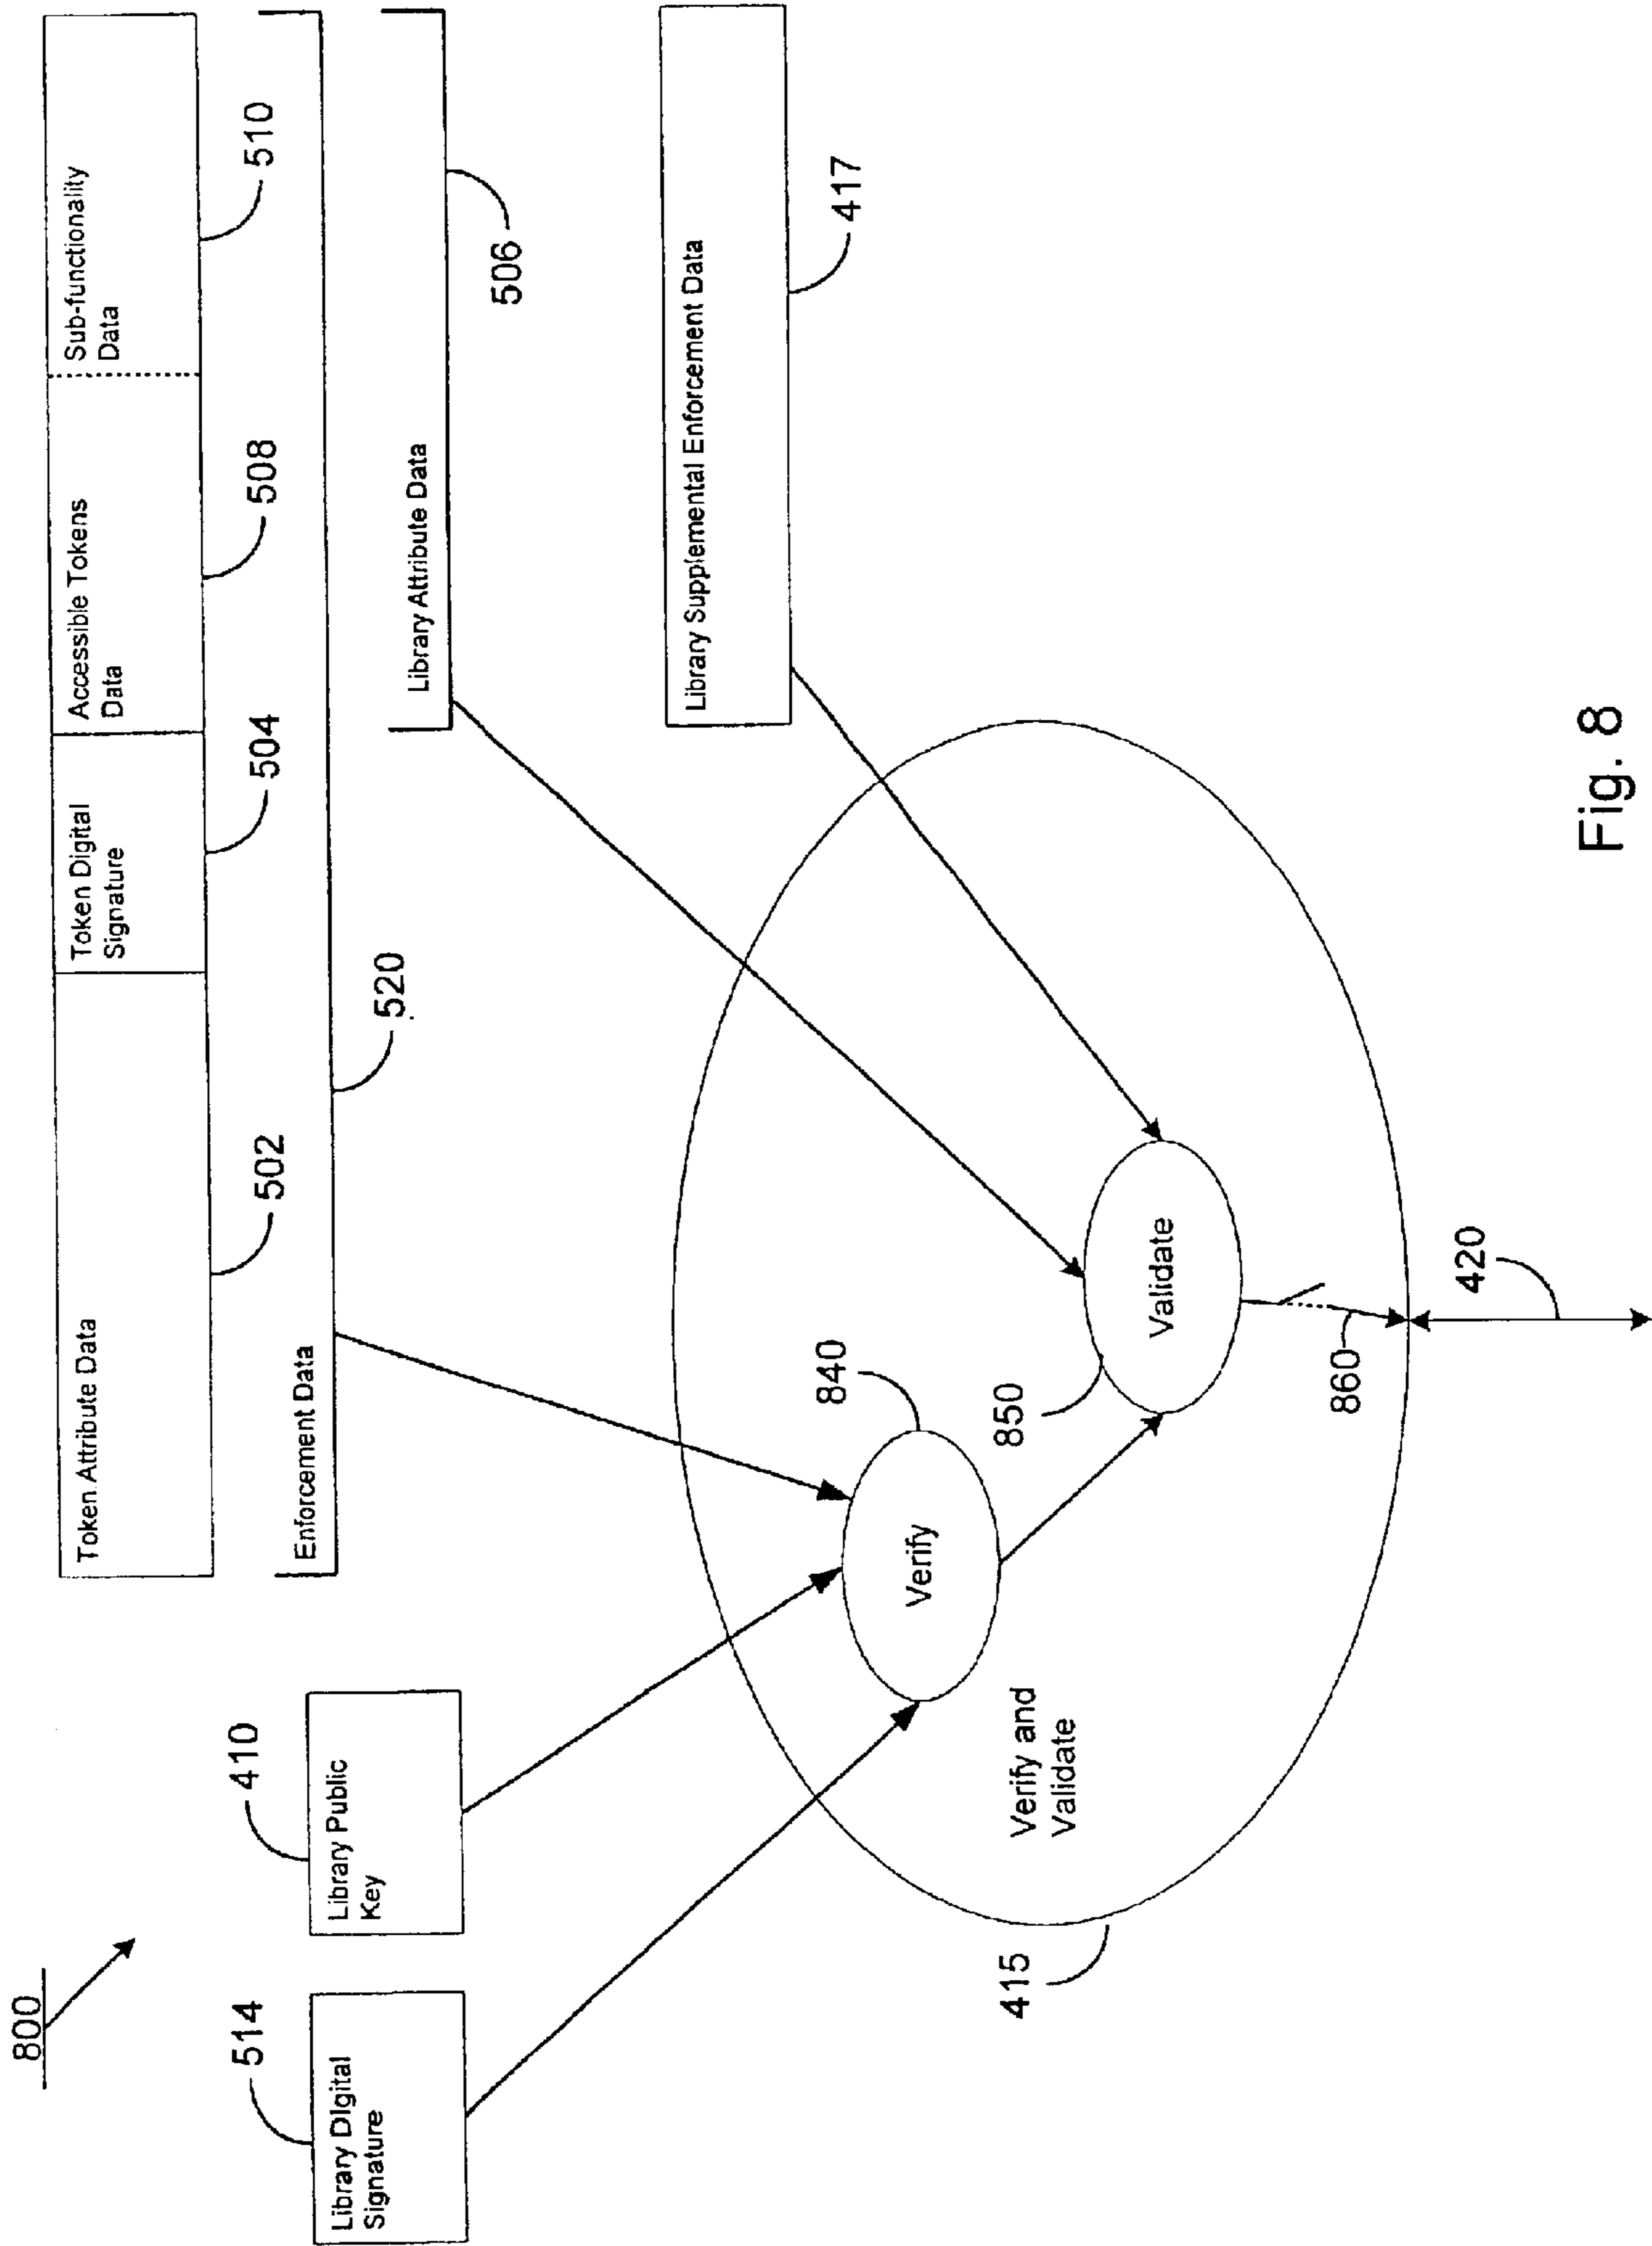 800
514
410
Library DIgital
Signature
Library Public
Key
Token Attribute Data
Token Digital
Signature
Accessible Tokens
Data
Sub-functionality
Data
502
504
508
510
Enforcement Data
520
Library Attribute Data
506
Library Supplemental Enforcement Data
417
415
Verify and
Validate
Verify
840
850
Validate
860
420
Fig. 8